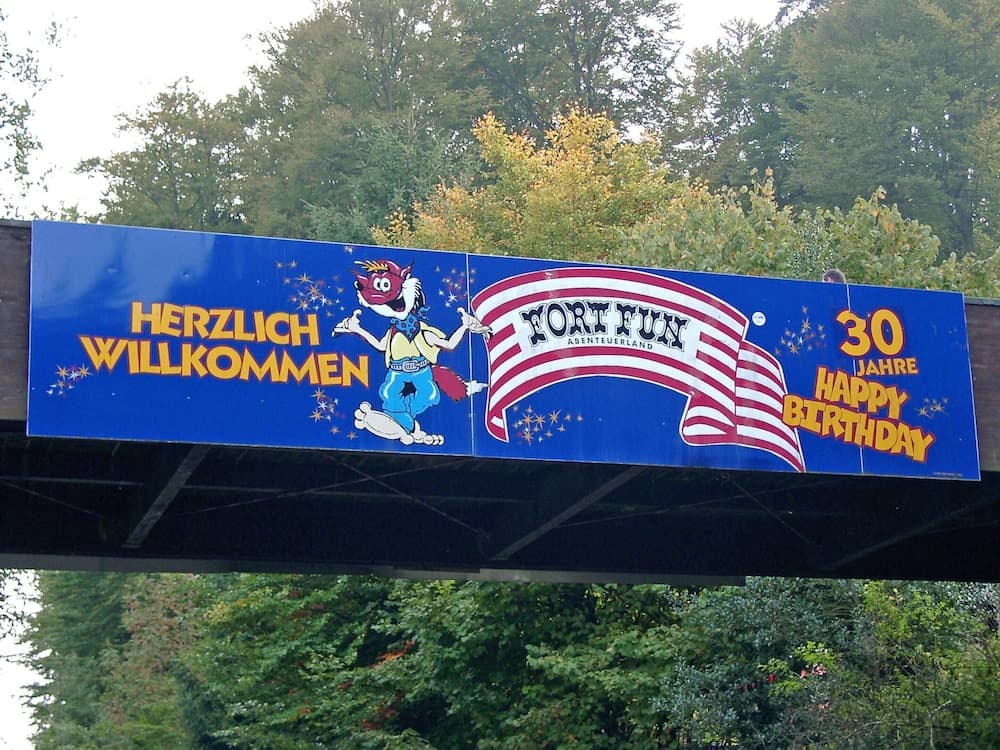 HERZLICH
WILLKOMMEN
FORT FUN
ABENTEUERLAND
30
JAHRE
HAPPY
BIRTHDAY